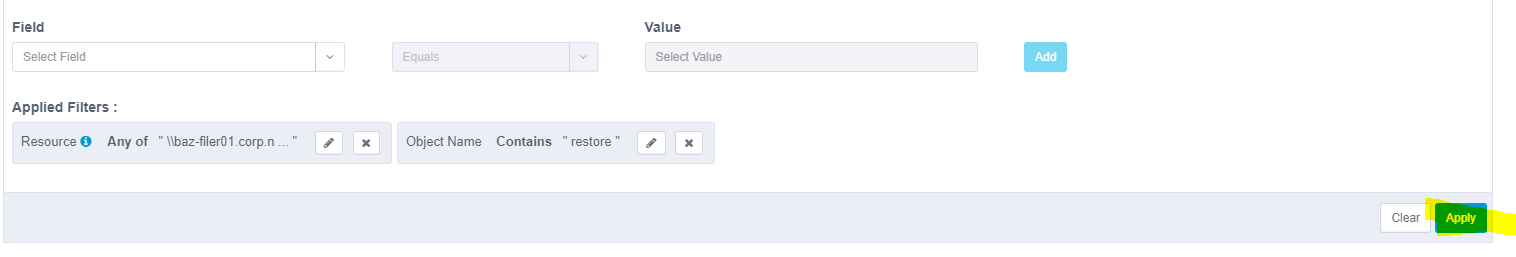 Field Value
Select Field Equals Select Value Add
Applied Filters :
Resource Any of " \\baz-filer01.corp.n ... " Object Name Contains " restore "
Clear Apply